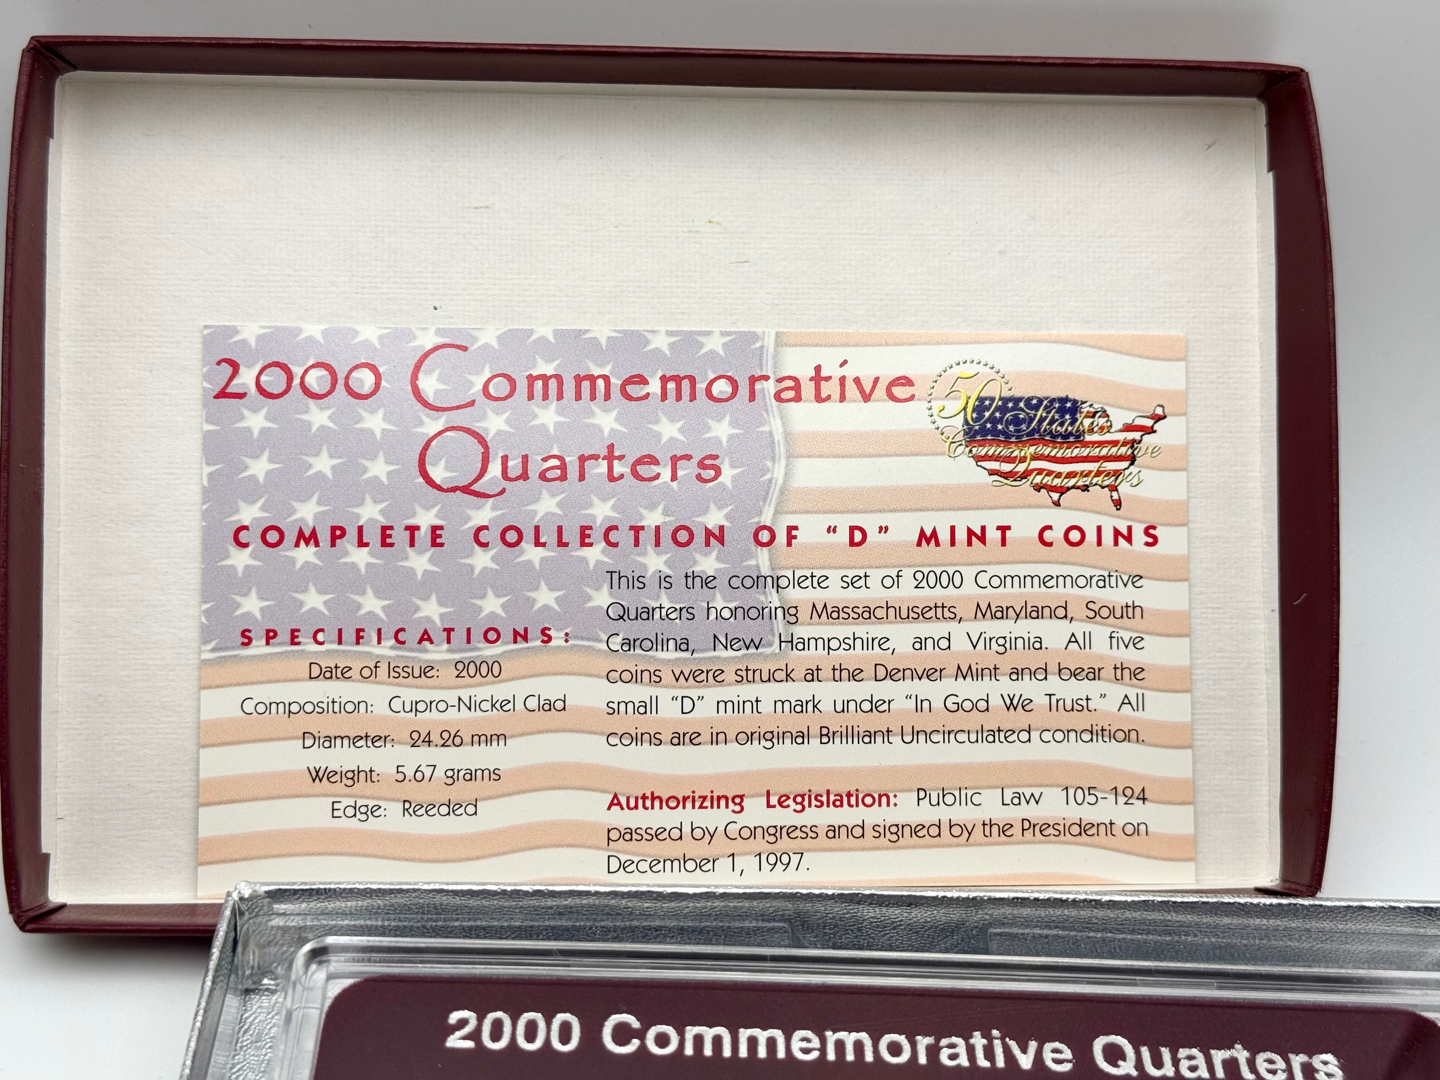 2000 Commemorative
Quarters
50 States
Commemorative
Quarters
COMPLETE COLLECTION OF “D” MINT COINS
SPECIFICATIONS:
Date of Issue: 2000
Composition: Cupro-Nickel Clad
Diameter: 24.26 mm
Weight: 5.67 grams
Edge: Reeded
This is the complete set of 2000 Commemorative
Quarters honoring Massachusetts, Maryland, South
Carolina, New Hampshire, and Virginia. All five
coins were struck at the Denver Mint and bear the
small “D” mint mark under “In God We Trust.” All
coins are in original Brilliant Uncirculated condition.
Authorizing Legislation: Public Law 105-124
passed by Congress and signed by the President on
December 1, 1997.
2000 Commemorative Quarters